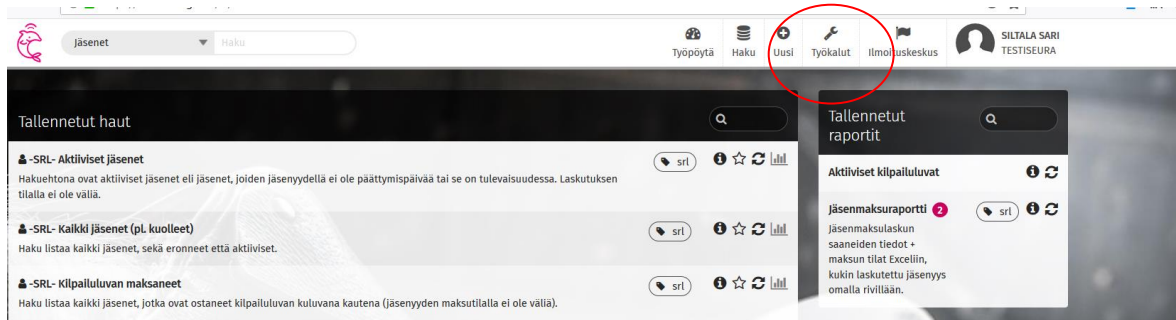 Jäsenet
Haku
Työpöytä
Haku
Uusi
Työkalut
Ilmoituskeskus
SILTALA SARI
TESTISEURA
Tallennetut haut
-SRL- Aktiiviset jäsenet
srl
Hakuehtona ovat aktiiviset jäsenet eli jäsenet, joiden jäsenyydellä ei ole päättymispäivää tai se on tulevaisuudessa. Laskutuksen
tilalla ei ole väliä.
-SRL- Kaikki jäsenet (pl. kuolleet)
srl
Haku listaa kaikki jäsenet, sekä eronneet että aktiiviset.
-SRL- Kilpailuluvan maksaneet
srl
Haku listaa kaikki jäsenet, jotka ovat ostaneet kilpailuluvan kuluvana kautena (jäsenyyden maksutilalla ei ole väliä).
Tallennetut
raportit
Aktiiviset kilpailuluvat
Jäsenmaksuraportti 2
srl
Jäsenmaksulaskun
saaneiden tiedot +
maksun tilat Exceliin,
kukin laskutettu jäsenyys
omalla rivillään.